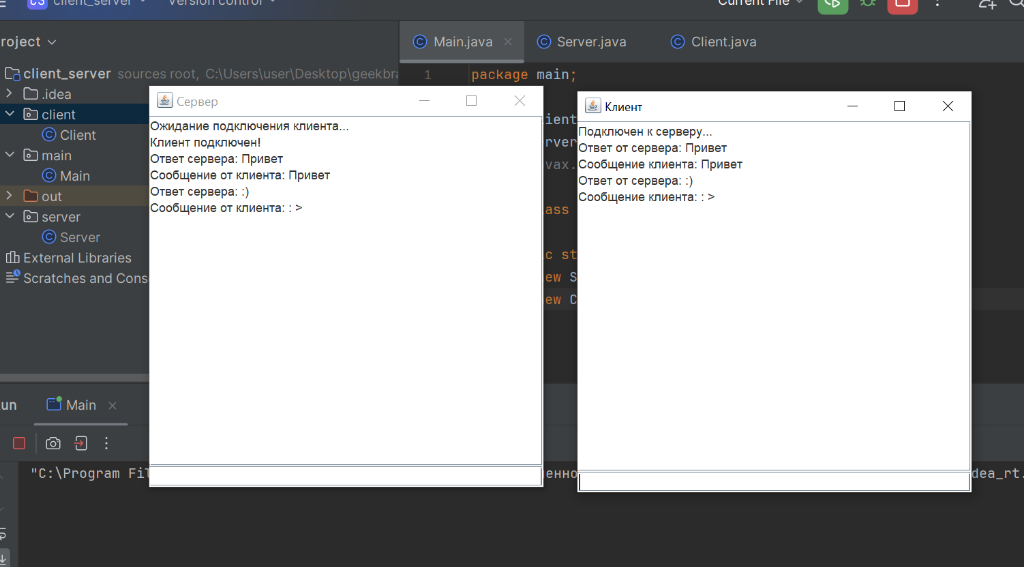 CS client_server Version control Current File
roject
Main.java
Server.java
Client.java
client_server sources root, C:\Users\user\Desktop\geekbra
.idea
client
Client
main
Main
out
server
Server
External Libraries
Scratches and Cons
1 package main;
Сервер
Ожидание подключения клиента...
Клиент подключен!
Ответ сервера: Привет
Сообщение от клиента: Привет
Ответ сервера: :)
Сообщение от клиента: : >
Клиент
Подключен к серверу...
Ответ от сервера: Привет
Сообщение клиента: Привет
Ответ от сервера: :)
Сообщение клиента: : >
ient
rver
vax.
ass
c st
ew S
ew C
un Main
"C:\Program Fil
енно
dea_rt.